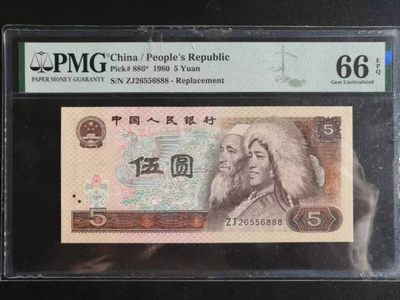 PMG
PAPER MONEY GUARANTY
China / People's Republic
Pick# 886* 1980 5 Yuan
S/N ZJ26556888 - Replacement
66 EPQ
Gem Uncirculated
中国人民银行
5
伍圆
5
ZJ26556888
5